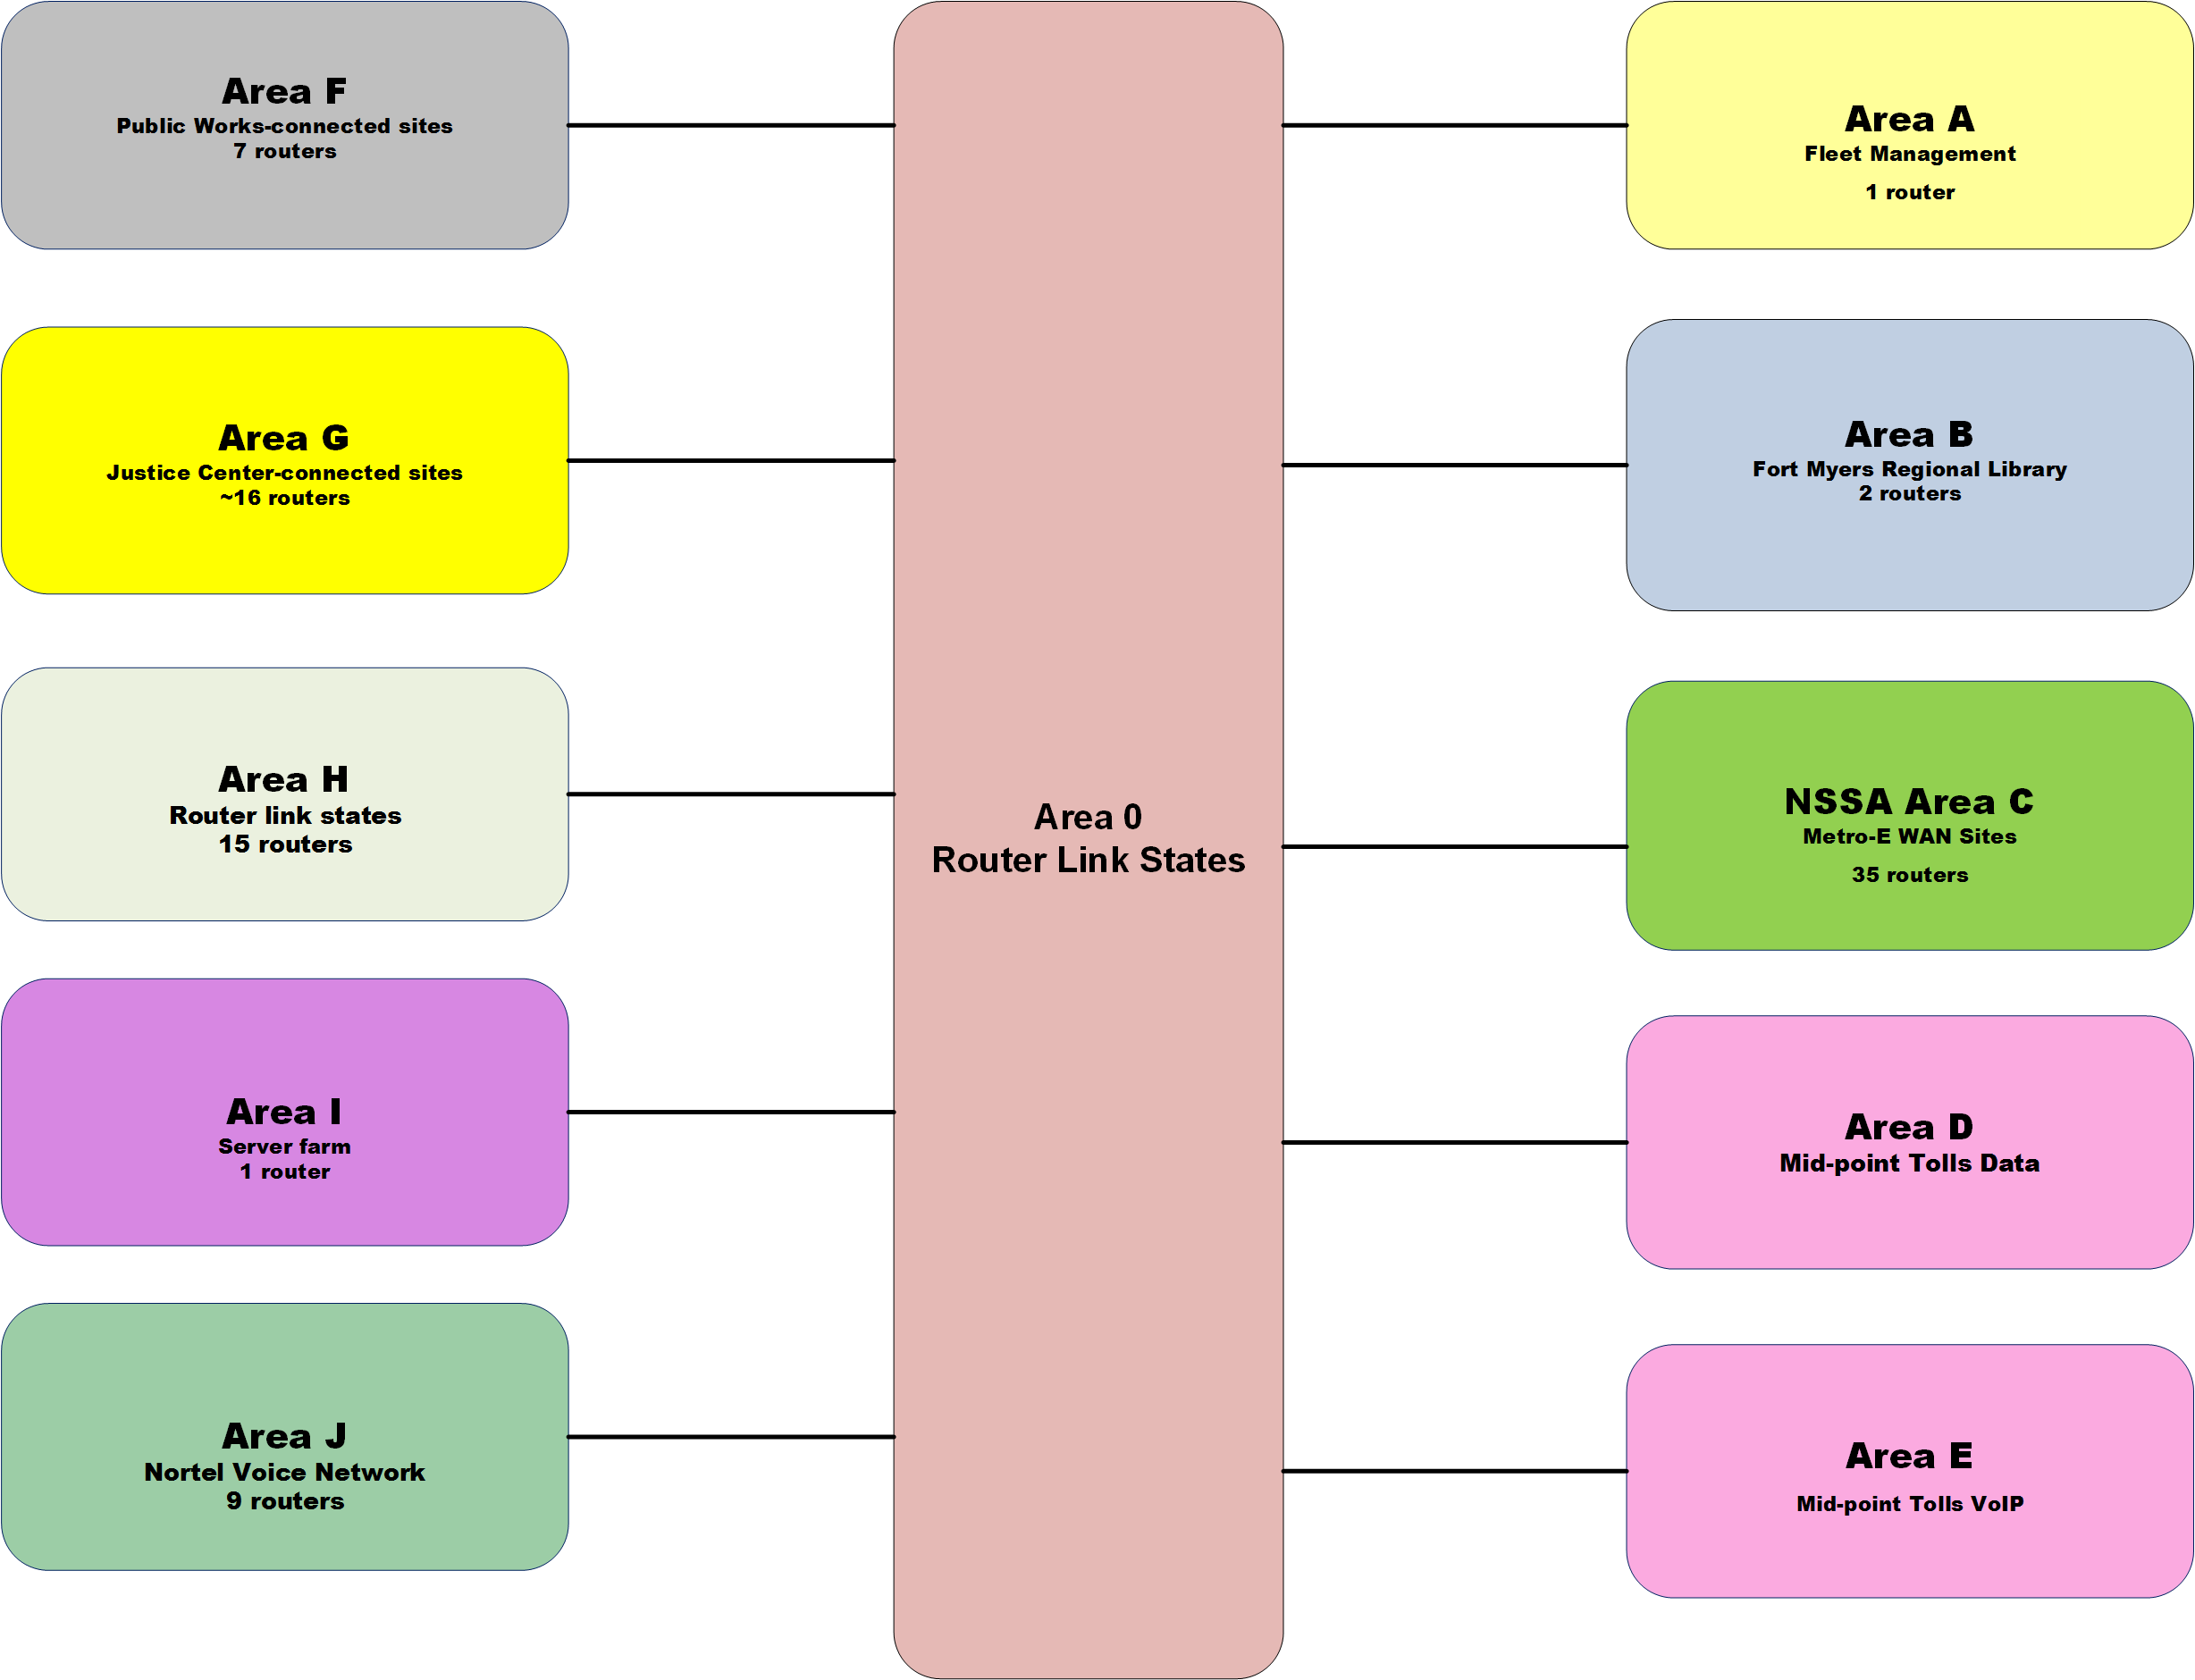 Area F
Public Works-connected sites
7 routers
Area G
Justice Center-connected sites
~16 routers
Area H
Router link states
15 routers
Area I
Server farm
1 router
Area J
Nortel Voice Network
9 routers
Area 0
Router Link States
Area A
Fleet Management
1 router
Area B
Fort Myers Regional Library
2 routers
NSSA Area C
Metro-E WAN Sites
35 routers
Area D
Mid-point Tolls Data
Area E
Mid-point Tolls VoIP